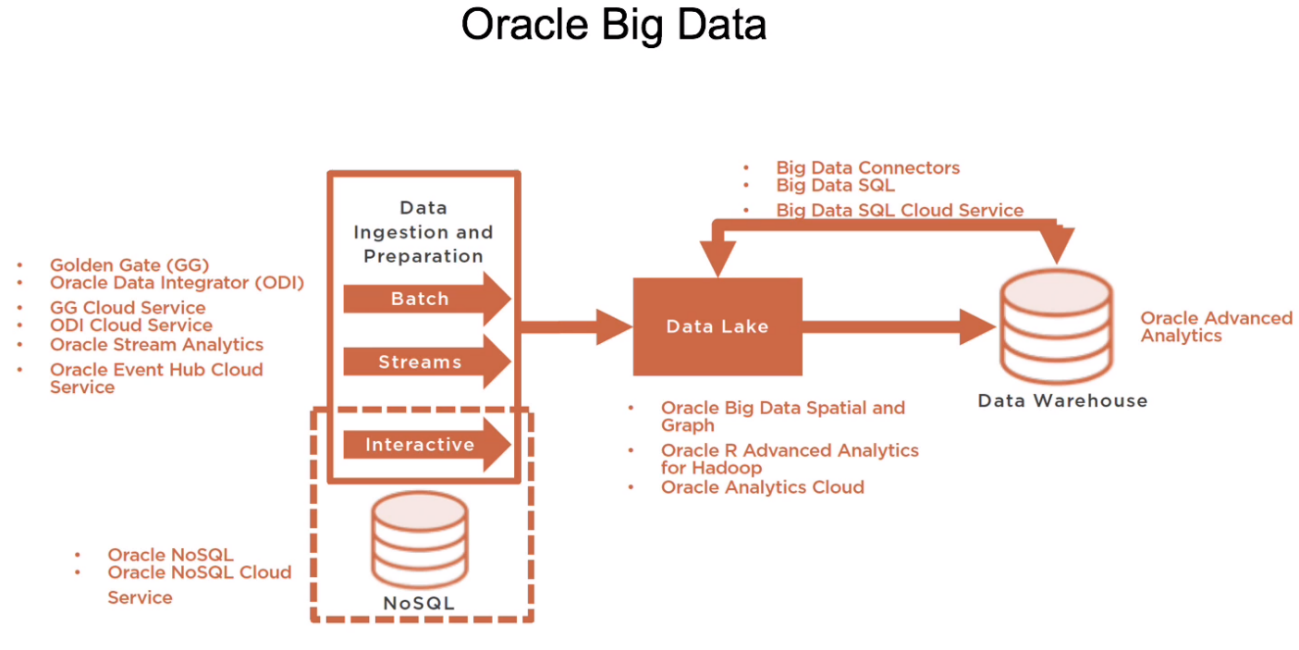 Oracle Big Data
• Big Data Connectors
• Big Data SQL
• Big Data SQL Cloud Service
Data
Ingestion and
Preparation
Batch
Streams
Interactive
• Golden Gate (GG)
• Oracle Data Integrator (ODI)
• GG Cloud Service
• ODI Cloud Service
• Oracle Stream Analytics
• Oracle Event Hub Cloud
Service
Data Lake
Oracle Advanced
Analytics
Data Warehouse
• Oracle Big Data Spatial and
Graph
• Oracle R Advanced Analytics
for Hadoop
• Oracle Analytics Cloud
• Oracle NoSQL
• Oracle NoSQL Cloud
Service
NoSQL